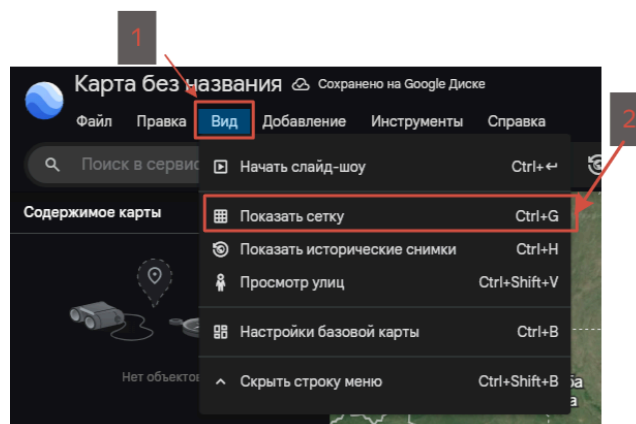 1
Карта без названия Сохранено на Google Диске
Файл Правка Вид Добавление Инструменты Справка
2
Поиск в сервис
Начать слайд-шоу Ctrl+↩
Содержимое карты
Показать сетку Ctrl+G
Показать исторические снимки Ctrl+H
Просмотр улиц Ctrl+Shift+V
Настройки базовой карты Ctrl+B
Нет объектов
Скрыть строку меню Ctrl+Shift+B